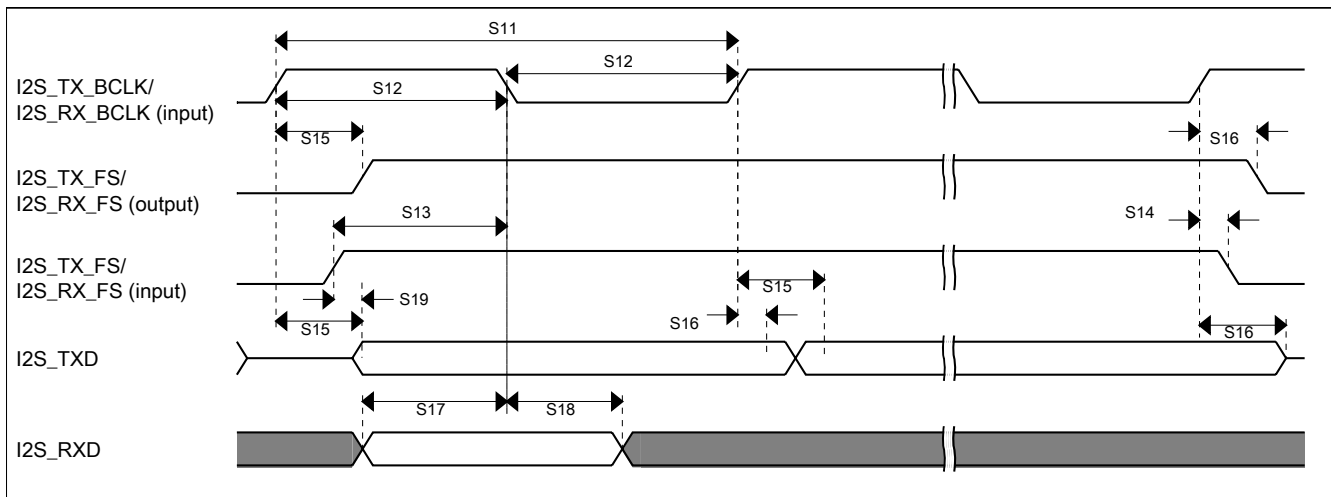 S11
S12
I2S_TX_BCLK/
I2S_RX_BCLK (input)
S12
S15
S16
I2S_TX_FS/
I2S_RX_FS (output)
S13
S14
I2S_TX_FS/
I2S_RX_FS (input)
S15
S19
S15
S16
S16
I2S_TXD
S17
S18
I2S_RXD